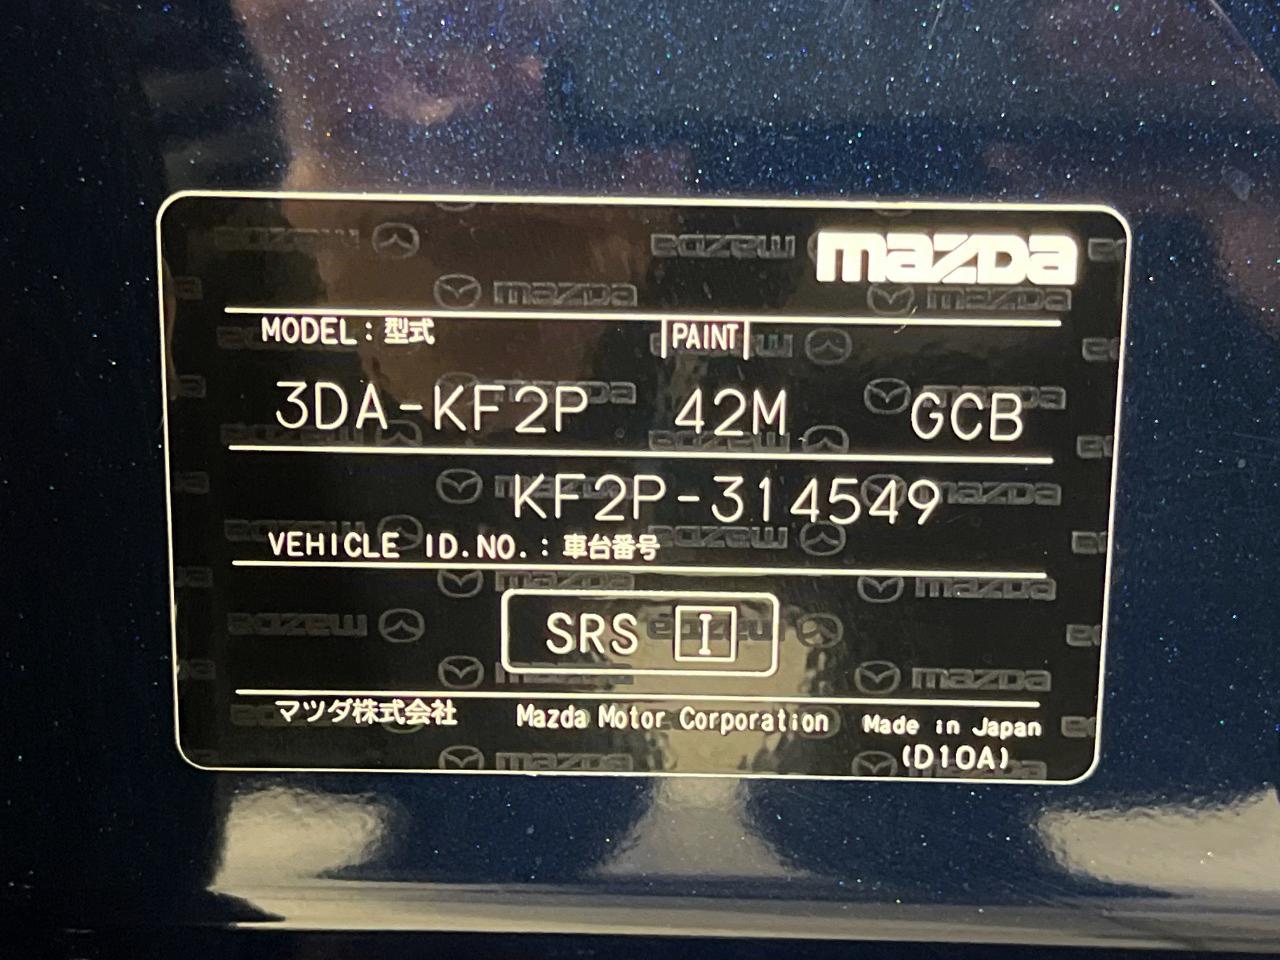 mazda
MODEL : 型式 PAINT
3DA-KF2P 42M GCB
KF2P-314549
VEHICLE ID.NO. : 車台番号
SRS I
マツダ株式会社 Mazda Motor Corporation Made in Japan
(D10A)